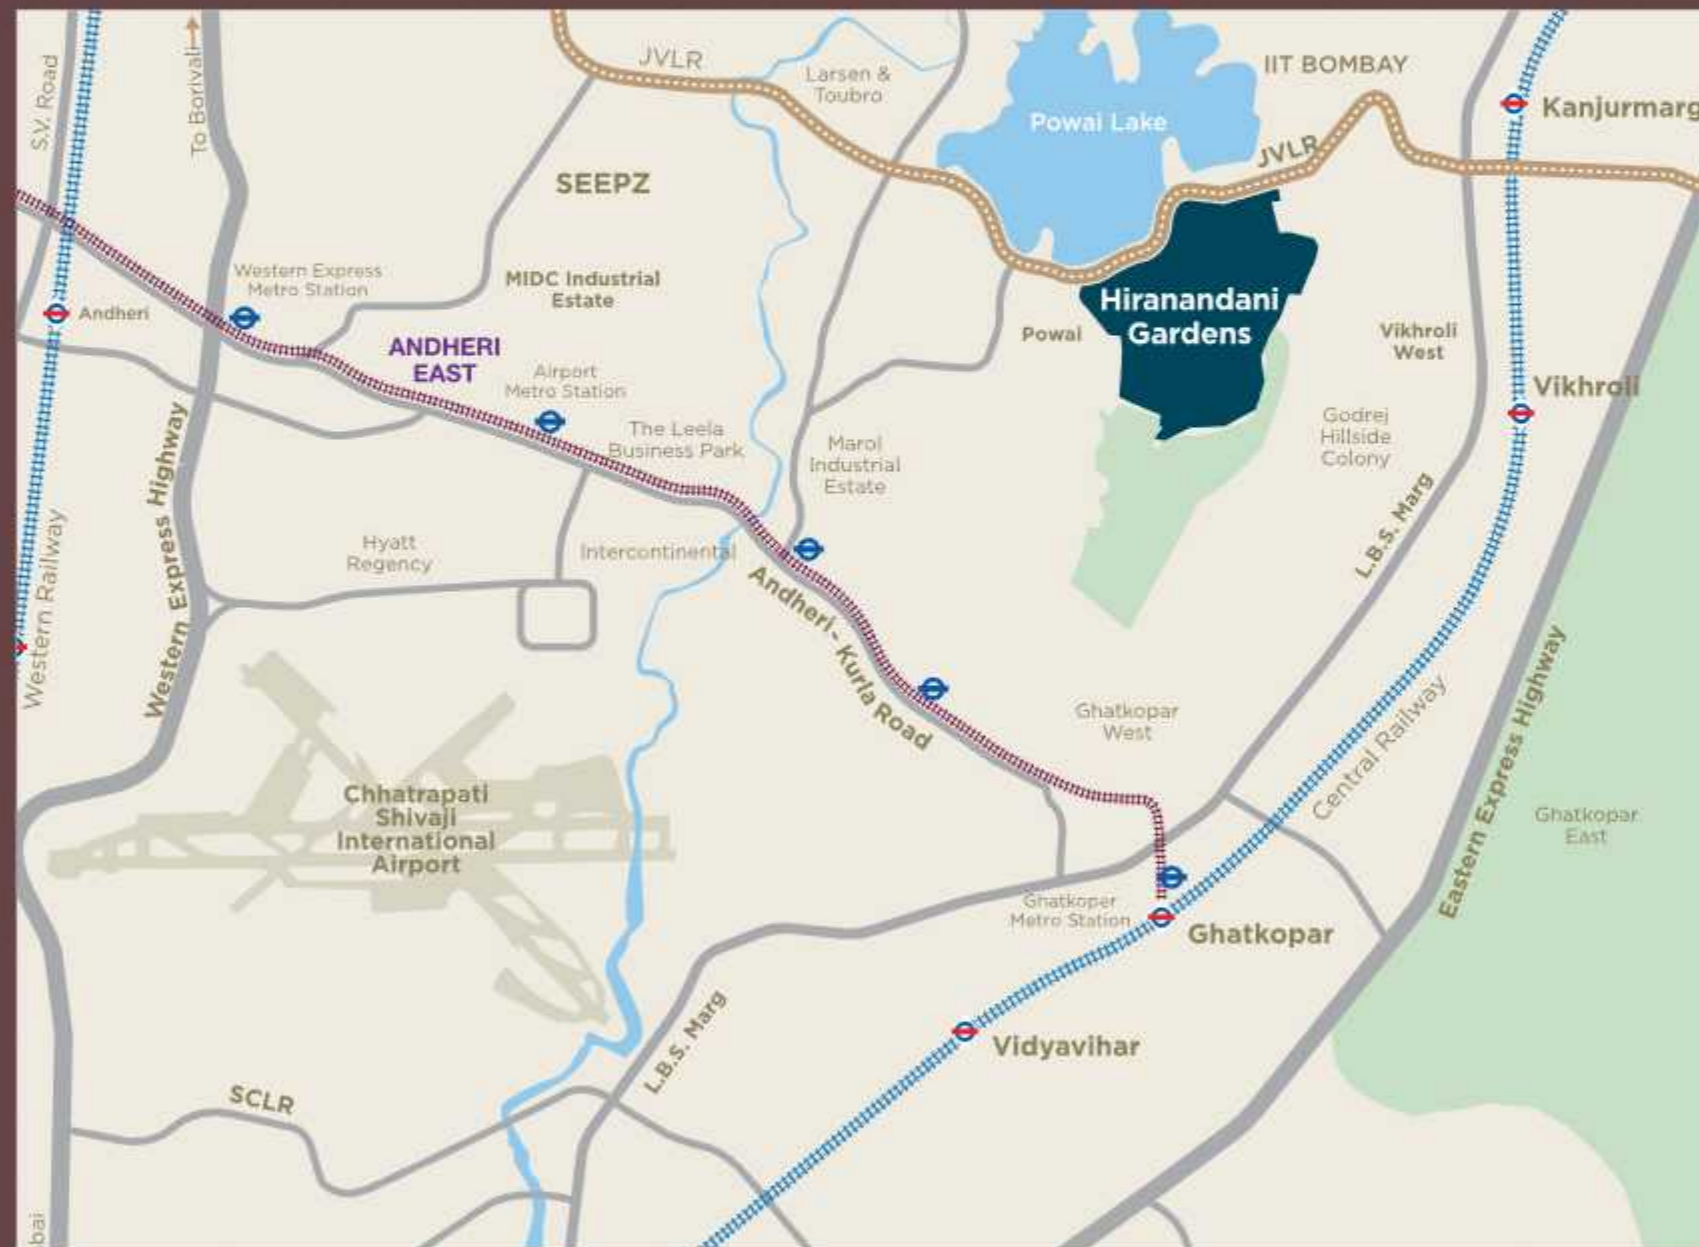 S.V. Road
To Borivali
JVLR
Larsen &
Toubro
Powai Lake
IIT BOMBAY
Kanjurmarg
JVLR
SEEPZ
Western Express
Metro Station
Andheri
MIDC Industrial
Estate
Hiranandani
Gardens
Powai
Vikhroli
West
Vikhroli
ANDHERI
EAST
Airport
Metro Station
The Leela
Business Park
Marol
Industrial
Estate
Godrej
Hillside
Colony
Western Express Highway
Western Railway
Hyatt
Regency
Intercontinental
Andheri - Kurla Road
L.B.S. Marg
Ghatkopar
West
Central Railway
Eastern Express Highway
Ghatkopar
East
Chhatrapati
Shivaji
International
Airport
Ghatkoper
Metro Station
Ghatkopar
L.B.S. Marg
Vidyavihar
SCLR
bai